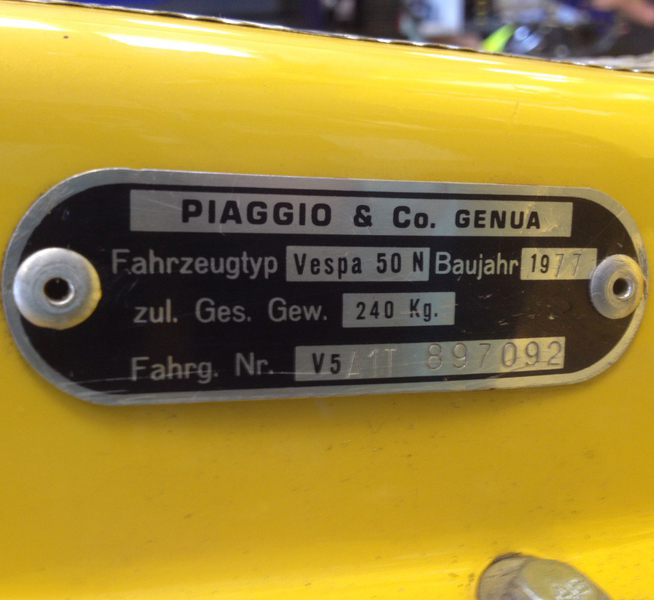 PIAGGIO & Co. GENUA
Fahrzeugtyp Vespa 50 N Baujahr 1977
zul. Ges. Gew. 240 Kg.
Fahrg. Nr. V5A1T 897092